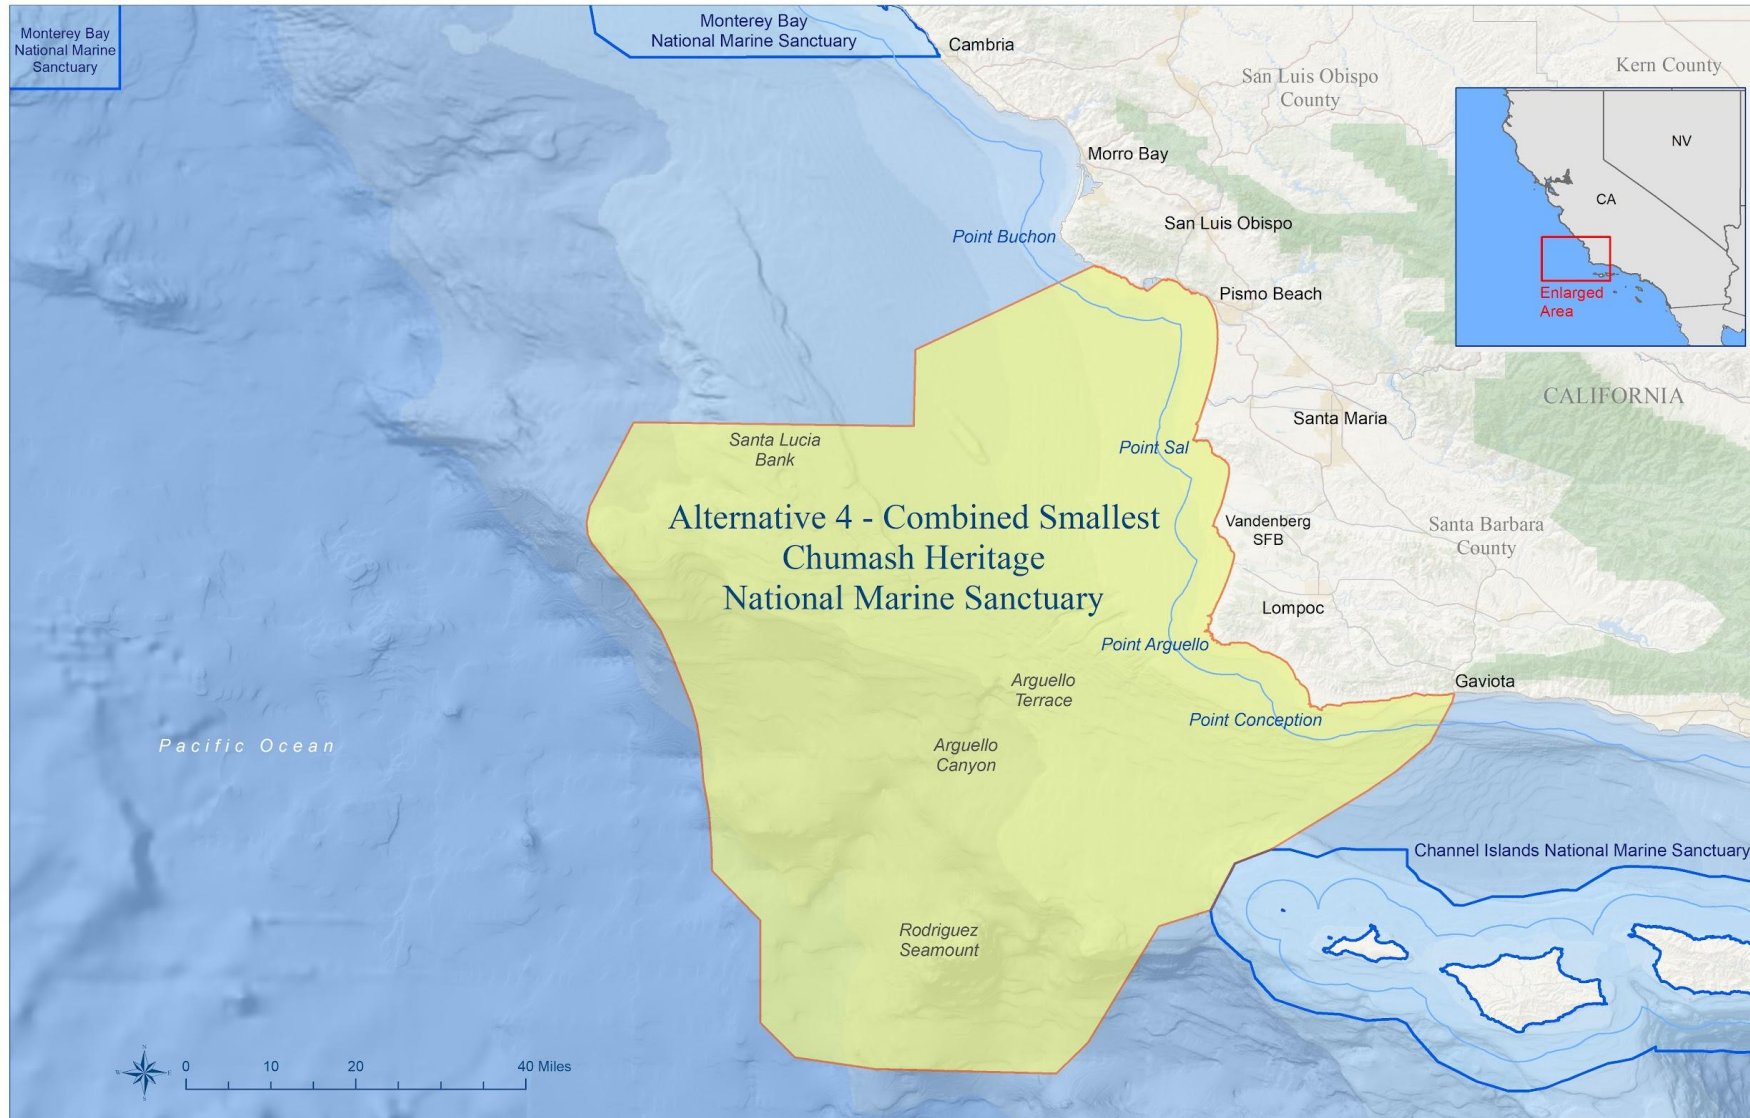 Monterey Bay
National Marine
Sanctuary
Monterey Bay
National Marine Sanctuary
Cambria
San Luis Obispo
County
Kern County
NV
CA
Enlarged
Area
Morro Bay
San Luis Obispo
Point Buchon
Pismo Beach
CALIFORNIA
Santa Maria
Santa Lucia
Bank
Point Sal
Alternative 4 - Combined Smallest
Chumash Heritage
National Marine Sanctuary
Vandenberg
SFB
Santa Barbara
County
Lompoc
Point Arguello
Arguello
Terrace
Gaviota
Point Conception
Pacific Ocean
Arguello
Canyon
Channel Islands National Marine Sanctuary
Rodriguez
Seamount
N
W
E
S
0 10 20 40 Miles